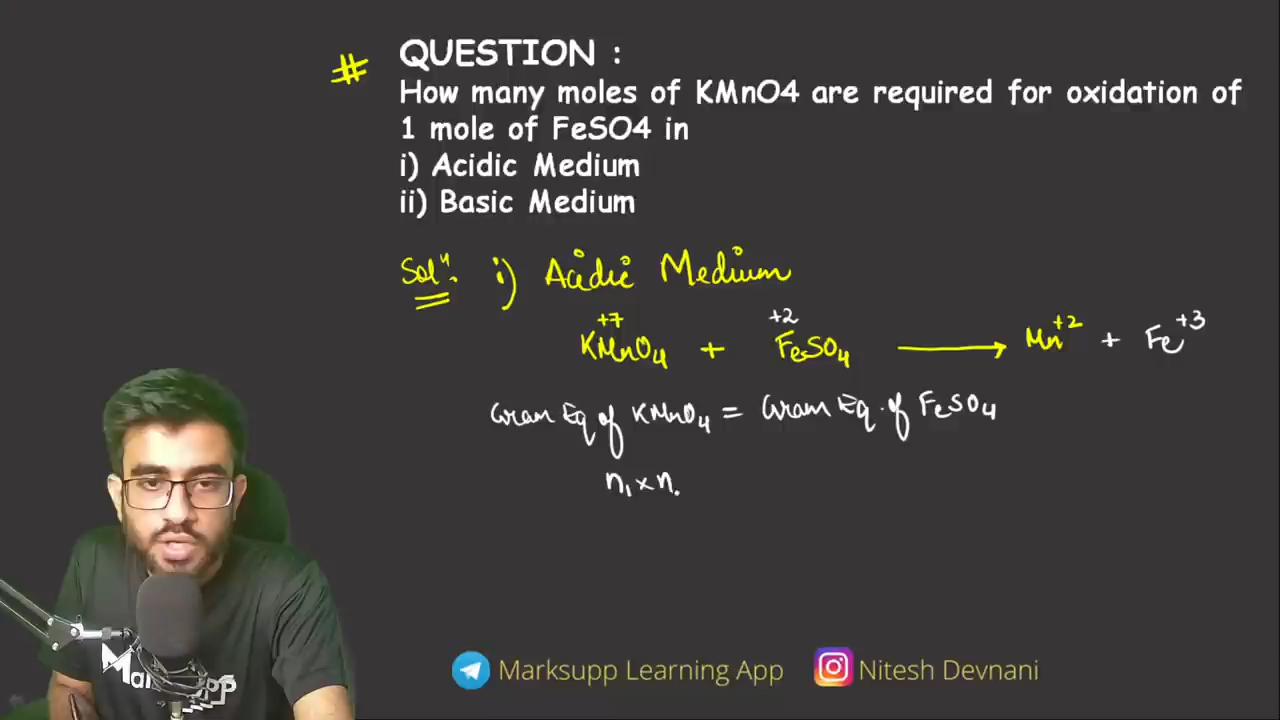 # QUESTION :
How many moles of KMnO4 are required for oxidation of
1 mole of FeSO4 in
i) Acidic Medium
ii) Basic Medium
Solⁿ. i) Acidic Medium
+7 +2
KMnO₄ + FeSO₄ ⟶ Mn⁺² + Fe⁺³
Gram Eq of KMnO₄ = Gram Eq. of FeSO₄
n₁ × n.
Marksupp Learning App Nitesh Devnani
Marksupp